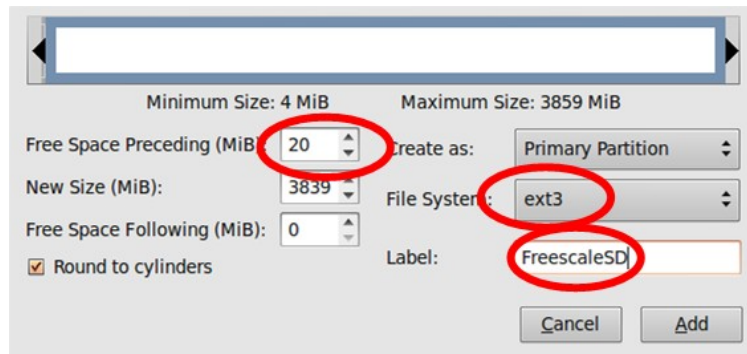 Minimum Size: 4 MiB Maximum Size: 3859 MiB
Free Space Preceding (MiB): 20
Create as: Primary Partition
New Size (MiB): 3839
File System: ext3
Free Space Following (MiB): 0
Label: FreescaleSD
Round to cylinders
Cancel Add